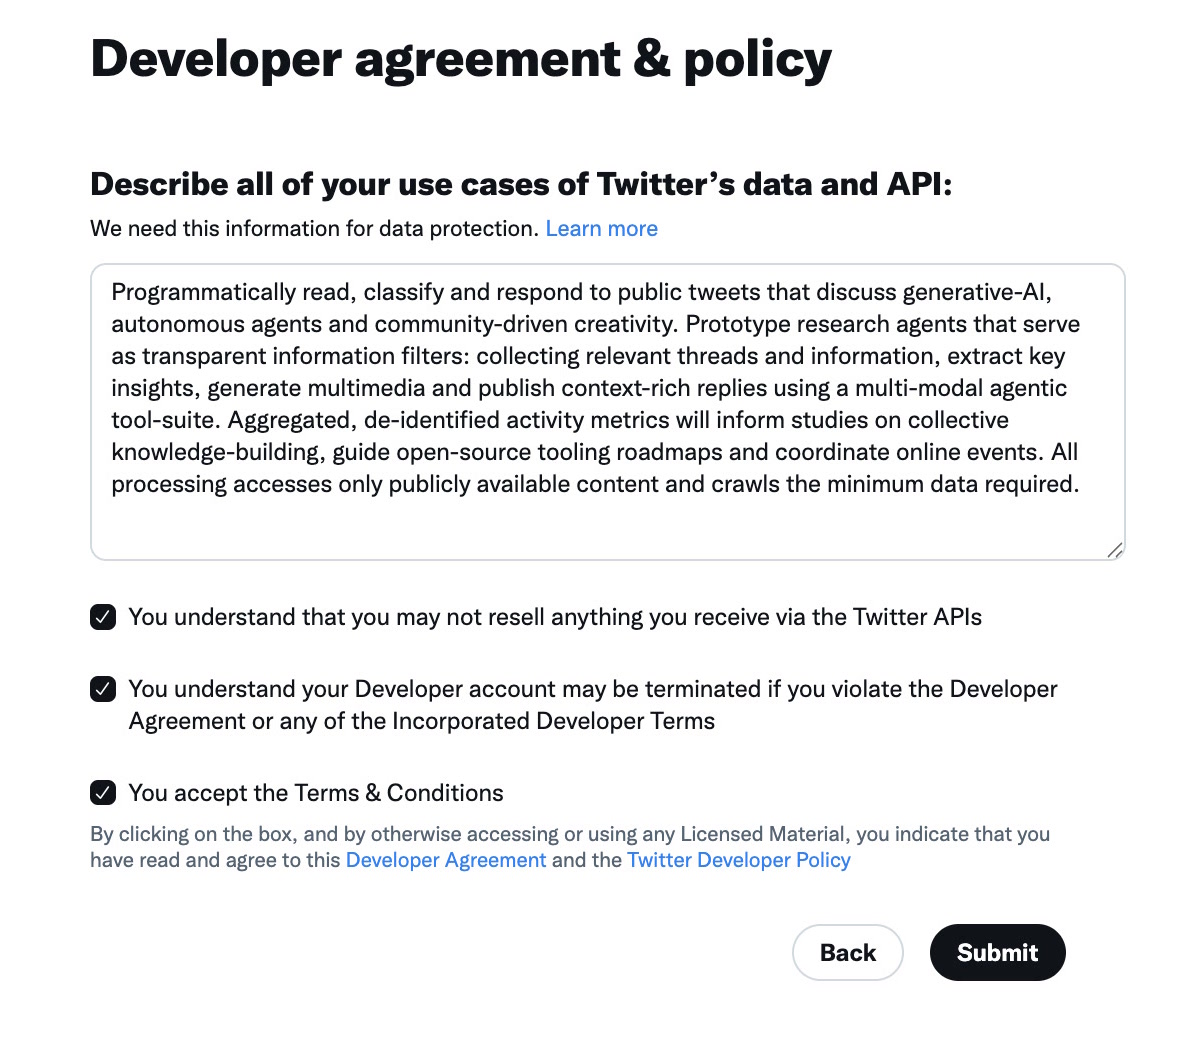 Developer agreement & policy
Describe all of your use cases of Twitter’s data and API:
We need this information for data protection. Learn more
Programmatically read, classify and respond to public tweets that discuss generative-AI,
autonomous agents and community-driven creativity. Prototype research agents that serve
as transparent information filters: collecting relevant threads and information, extract key
insights, generate multimedia and publish context-rich replies using a multi-modal agentic
tool-suite. Aggregated, de-identified activity metrics will inform studies on collective
knowledge-building, guide open-source tooling roadmaps and coordinate online events. All
processing accesses only publicly available content and crawls the minimum data required.
You understand that you may not resell anything you receive via the Twitter APIs
You understand your Developer account may be terminated if you violate the Developer
Agreement or any of the Incorporated Developer Terms
You accept the Terms & Conditions
By clicking on the box, and by otherwise accessing or using any Licensed Material, you indicate that you
have read and agree to this Developer Agreement and the Twitter Developer Policy
Back Submit